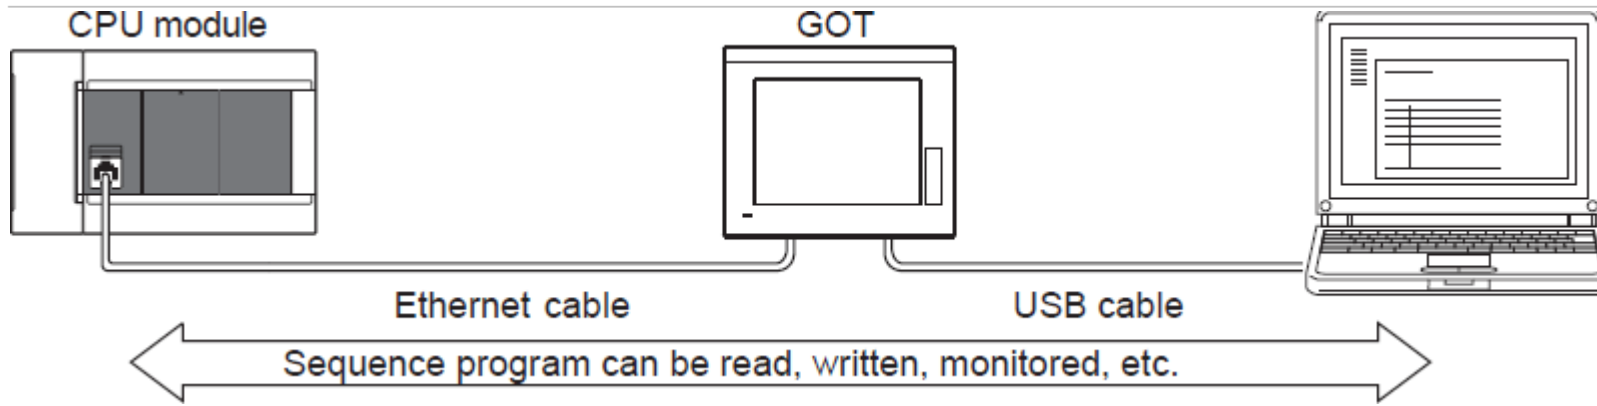 CPU module
GOT
Ethernet cable
USB cable
Sequence program can be read, written, monitored, etc.